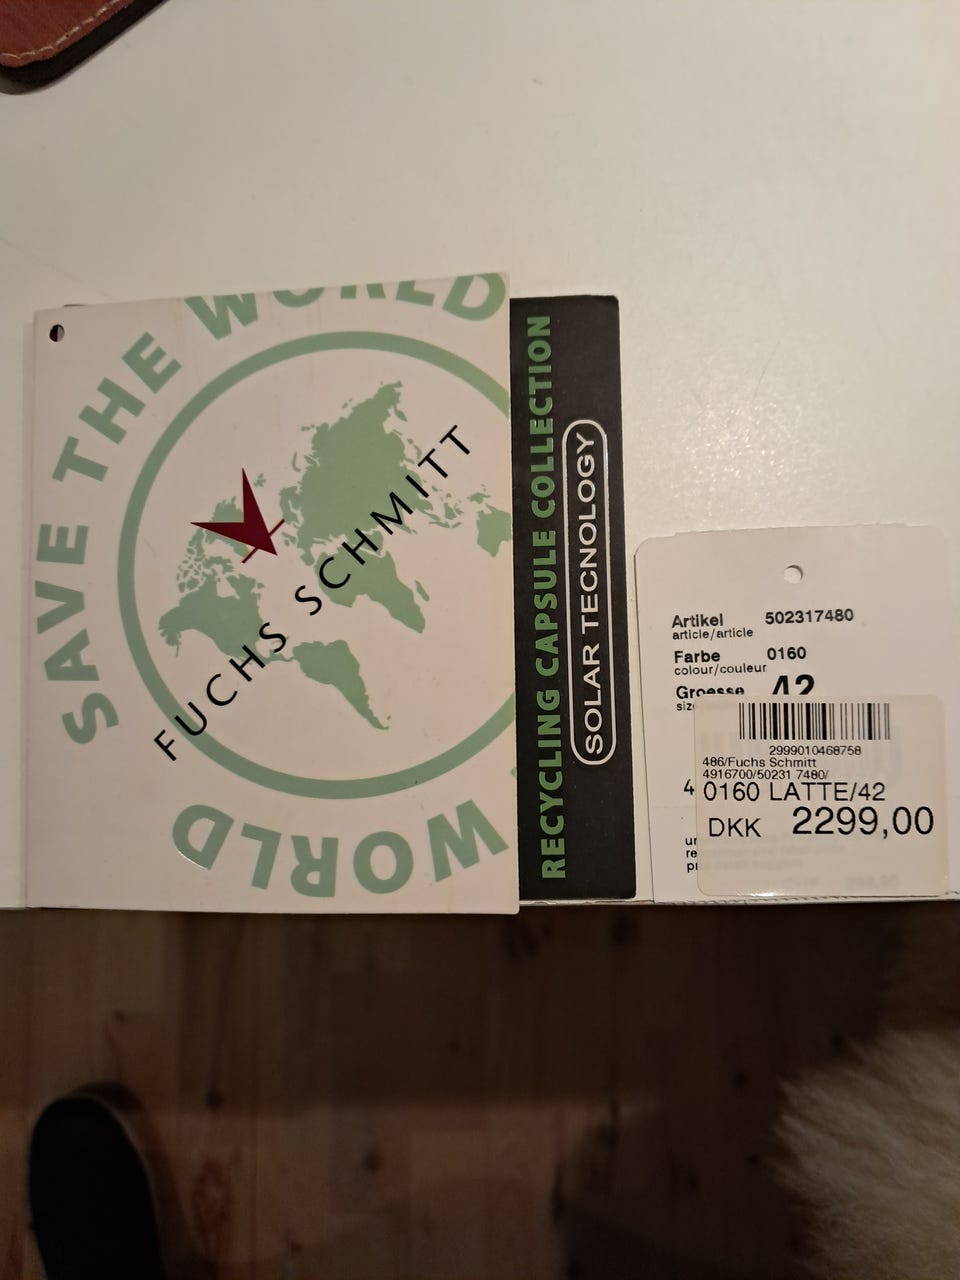 SAVE THE WORLD
FUCHS SCHMITT
WORLD
RECYCLING CAPSULE COLLECTION
SOLAR TECNOLOGY
Artikel 502317480
article/article
Farbe 0160
colour/couleur
Groesse 42
2999010468758
486/Fuchs Schmitt
4916700/50231 7480/
0160 LATTE/42
DKK 2299,00